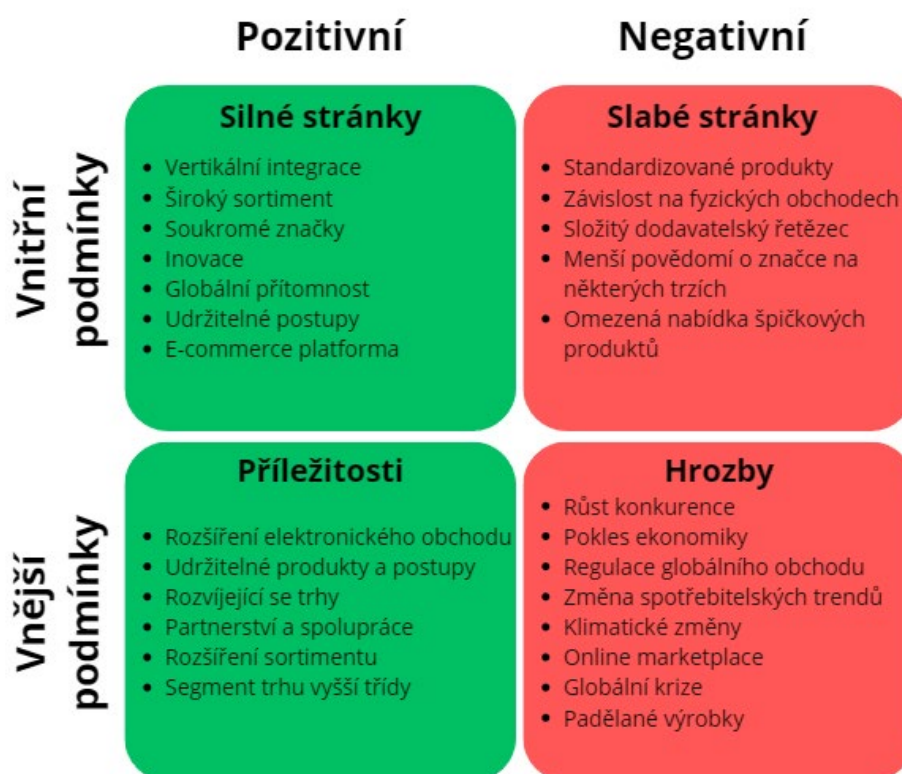 Pozitivní
Negativní
Vnitřní
podmínky
Silné stránky
• Vertikální integrace
• Široký sortiment
• Soukromé značky
• Inovace
• Globální přítomnost
• Udržitelné postupy
• E-commerce platforma
Slabé stránky
• Standardizované produkty
• Závislost na fyzických obchodech
• Složitý dodavatelský řetězec
• Menší povědomí o značce na
některých trzích
• Omezená nabídka špičkových
produktů
Vnější
podmínky
Příležitosti
• Rozšíření elektronického obchodu
• Udržitelné produkty a postupy
• Rozvíjející se trhy
• Partnerství a spolupráce
• Rozšíření sortimentu
• Segment trhu vyšší třídy
Hrozby
• Růst konkurence
• Pokles ekonomiky
• Regulace globálního obchodu
• Změna spotřebitelských trendů
• Klimatické změny
• Online marketplace
• Globální krize
• Padělané výrobky